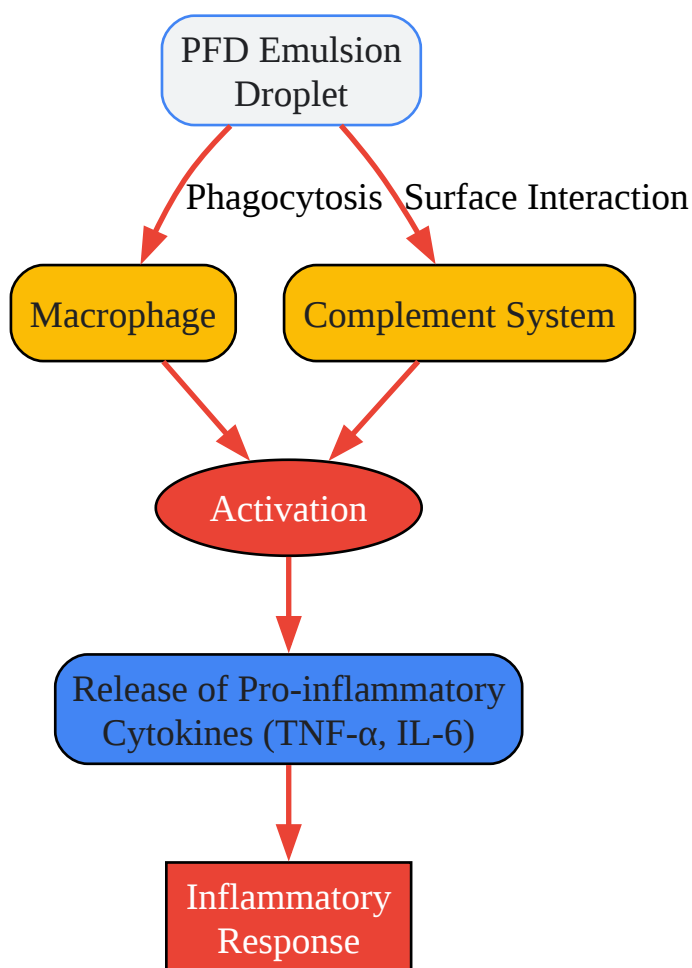 PFD Emulsion
Droplet
Phagocytosis
Surface Interaction
Macrophage
Complement System
Activation
Release of Pro-inflammatory
Cytokines (TNF-α, IL-6)
Inflammatory
Response